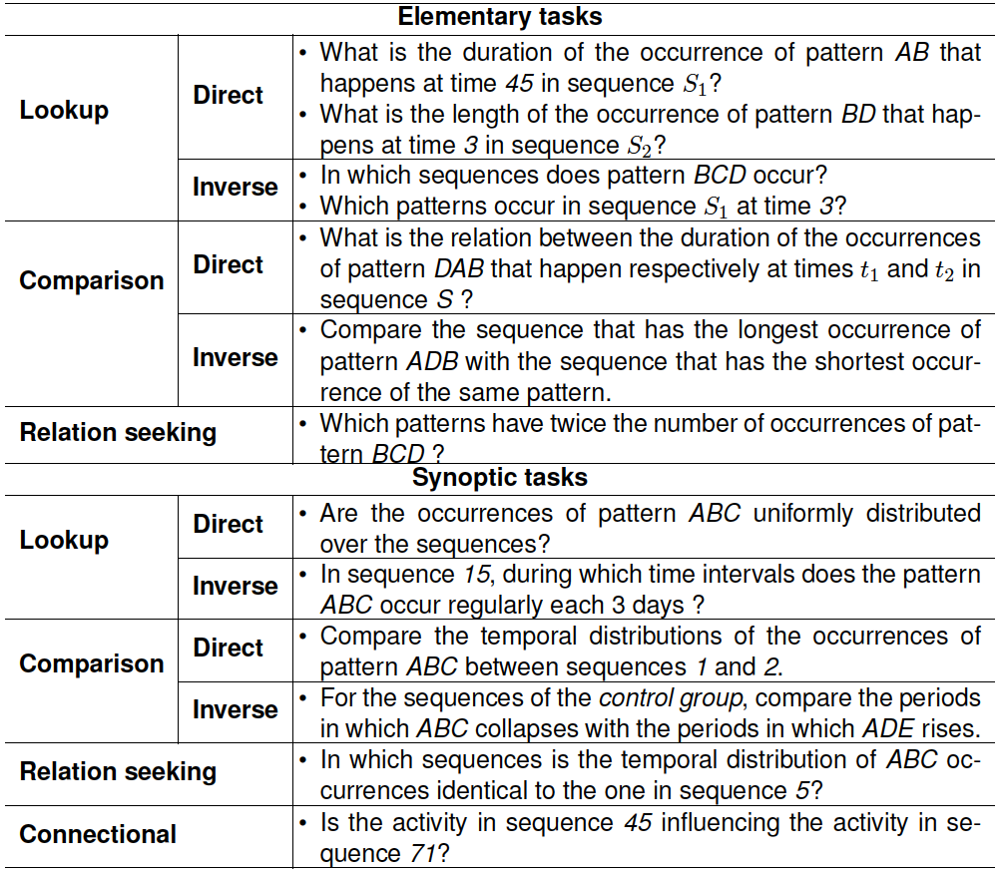 Elementary tasks
Lookup
Direct
• What is the duration of the occurrence of pattern AB that
happens at time 45 in sequence S1?
• What is the length of the occurrence of pattern BD that hap-
pens at time 3 in sequence S2?
Inverse
• In which sequences does pattern BCD occur?
• Which patterns occur in sequence S1 at time 3?
Comparison
Direct
• What is the relation between the duration of the occurrences
of pattern DAB that happen respectively at times t1 and t2 in
sequence S ?
Inverse
• Compare the sequence that has the longest occurrence of
pattern ADB with the sequence that has the shortest occur-
rence of the same pattern.
Relation seeking
• Which patterns have twice the number of occurrences of pat-
tern BCD ?
Synoptic tasks
Lookup
Direct
• Are the occurrences of pattern ABC uniformly distributed
over the sequences?
Inverse
• In sequence 15, during which time intervals does the pattern
ABC occur regularly each 3 days ?
Comparison
Direct
• Compare the temporal distributions of the occurrences of
pattern ABC between sequences 1 and 2.
Inverse
• For the sequences of the control group, compare the periods
in which ABC collapses with the periods in which ADE rises.
Relation seeking
• In which sequences is the temporal distribution of ABC oc-
currences identical to the one in sequence 5?
Connectional
• Is the activity in sequence 45 influencing the activity in se-
quence 71?